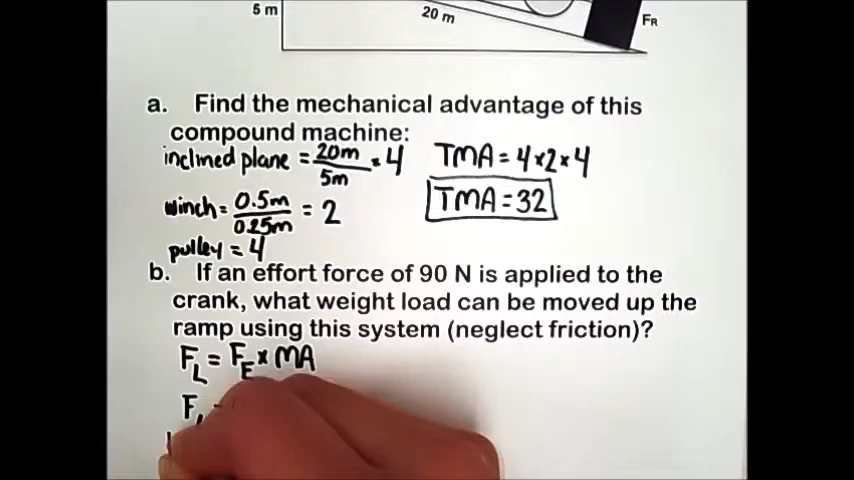 5 m
20 m
FR
a. Find the mechanical advantage of this
compound machine:
inclined plane = 20m / 5m = 4
TMA = 4 × 2 × 4
winch = 0.5m / 0.25m = 2
TMA = 32
pulley = 4
b. If an effort force of 90 N is applied to the
crank, what weight load can be moved up the
ramp using this system (neglect friction)?
FL = FE × MA
F